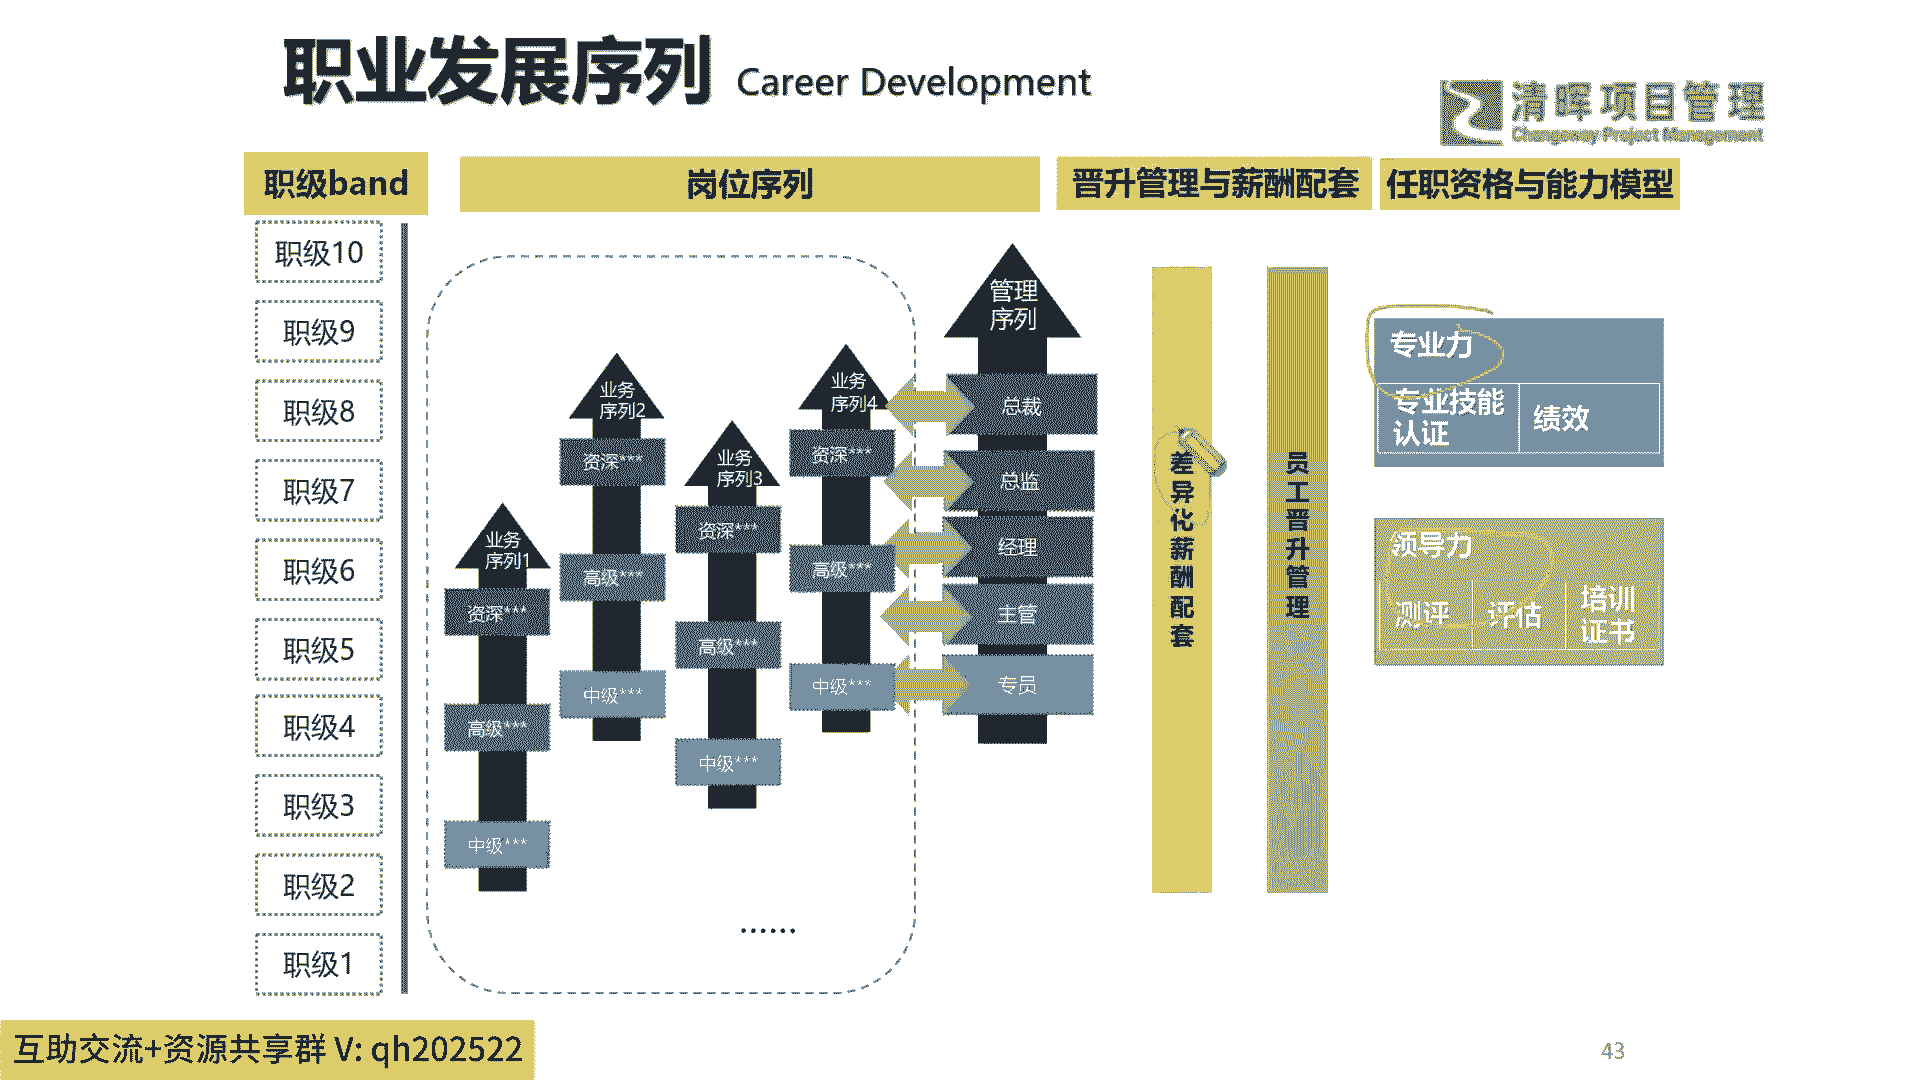 职业发展序列 Career Development
清晖项目管理
Changeway Project Management
职级band
岗位序列
晋升管理与薪酬配套
任职资格与能力模型
职级10
职级9
职级8
职级7
职级6
职级5
职级4
职级3
职级2
职级1
业务
序列1
资深***
高级***
中级***
业务
序列2
资深***
高级***
中级***
业务
序列3
资深***
高级***
中级***
业务
序列4
资深***
高级***
中级***
......
管理
序列
总裁
总监
经理
主管
专员
差异化薪酬配套
员工晋升管理
专业力
专业技能
认证
绩效
领导力
测评
评估
培训
证书
互助交流+资源共享群 V: qh202522
43